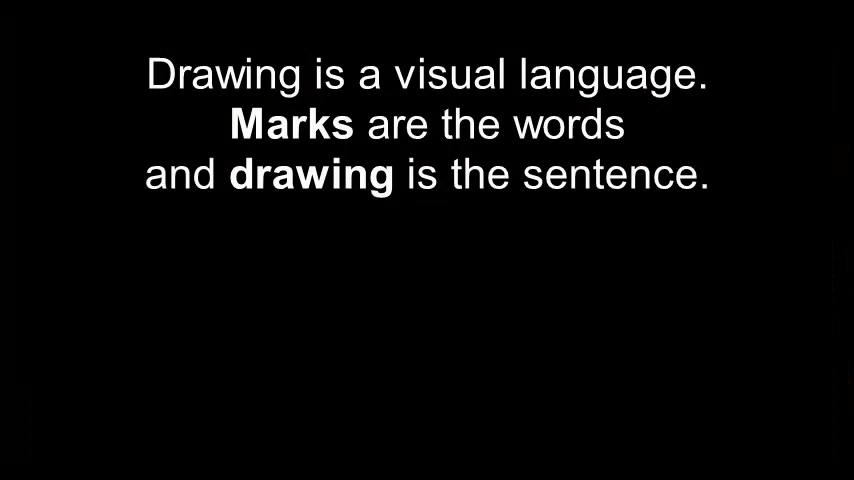 Drawing is a visual language.
Marks are the words
and drawing is the sentence.